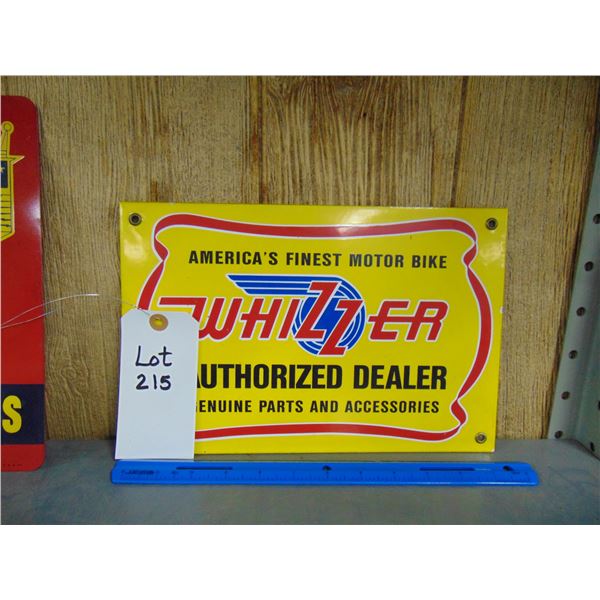 AMERICA'S FINEST MOTOR BIKE
WHIZZER
AUTHORIZED DEALER
GENUINE PARTS AND ACCESSORIES
Lot
215
S